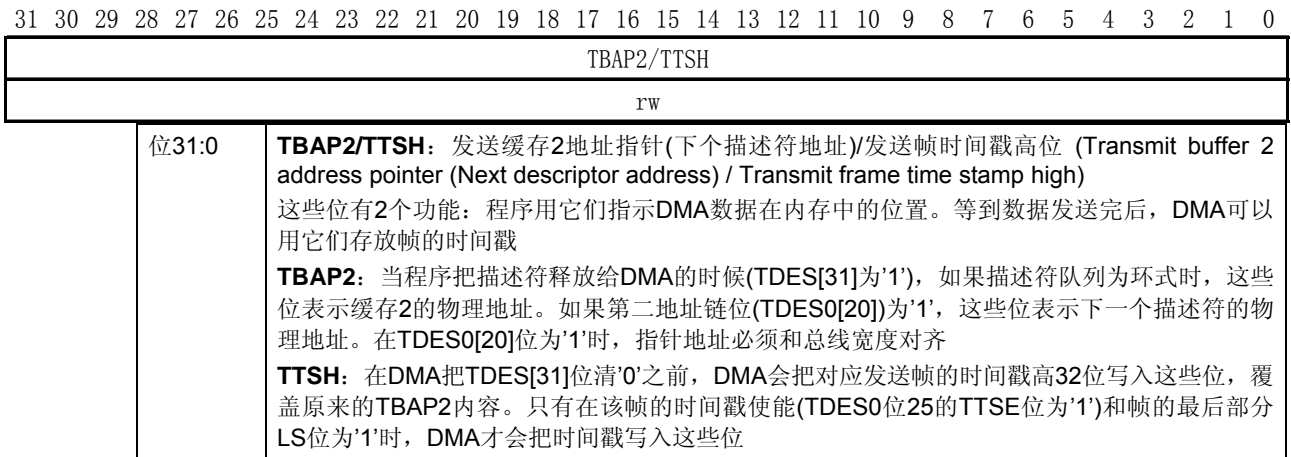 31 30 29 28 27 26 25 24 23 22 21 20 19 18 17 16 15 14 13 12 11 10 9 8 7 6 5 4 3 2 1 0
TBAP2/TTSH
rw
位31:0 TBAP2/TTSH：发送缓存2地址指针(下个描述符地址)/发送帧时间戳高位 (Transmit buffer 2
address pointer (Next descriptor address) / Transmit frame time stamp high)
这些位有2个功能：程序用它们指示DMA数据在内存中的位置。等到数据发送完后，DMA可以
用它们存放帧的时间戳
TBAP2：当程序把描述符释放给DMA的时候(TDES[31]为'1')，如果描述符队列为环式时，这些
位表示缓存2的物理地址。如果第二地址链位(TDES0[20])为'1'，这些位表示下一个描述符的物
理地址。在TDES0[20]位为'1'时，指针地址必须和总线宽度对齐
TTSH：在DMA把TDES[31]位清'0'之前，DMA会把对应发送帧的时间戳高32位写入这些位，覆
盖原来的TBAP2内容。只有在该帧的时间戳使能(TDES0位25的TTSE位为'1')和帧的最后部分
LS位为'1'时，DMA才会把时间戳写入这些位